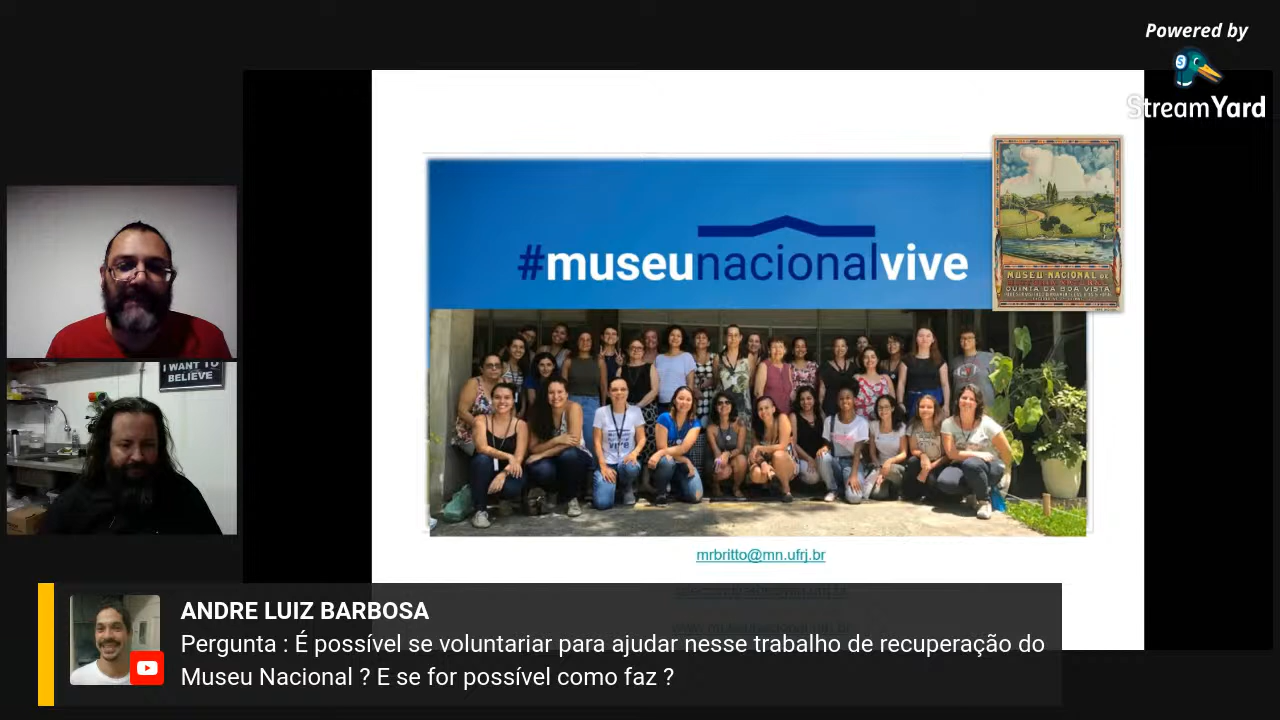 Powered by
StreamYard
#museunacionalvive
MUSEU NACIONAL DE
QUINTA DA BOA VISTA
I WANT TO
BELIEVE
mrbritto@mn.ufrj.br
ANDRE LUIZ BARBOSA
Pergunta : É possível se voluntariar para ajudar nesse trabalho de recuperação do
Museu Nacional ? E se for possível como faz ?